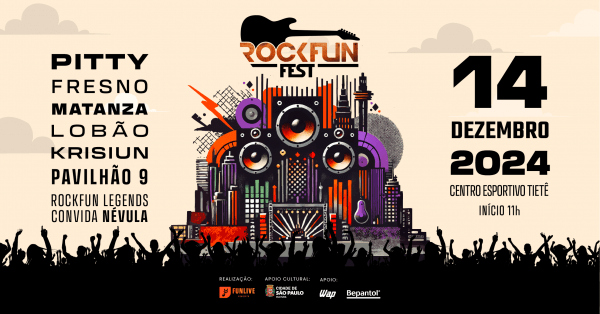 ROCKFUN
FEST
PITTY
FRESNO
MATANZA
LOBÃO
KRISIUN
PAVILHÃO 9
ROCKFUN LEGENDS
CONVIDA NÉVULA
14
DEZEMBRO
2024
CENTRO ESPORTIVO TIETÊ
INÍCIO 11h
REALIZAÇÃO:
FUNLIVE
APOIO CULTURAL:
CIDADE DE
SÃO PAULO
APOIO:
Wap
Bepantol